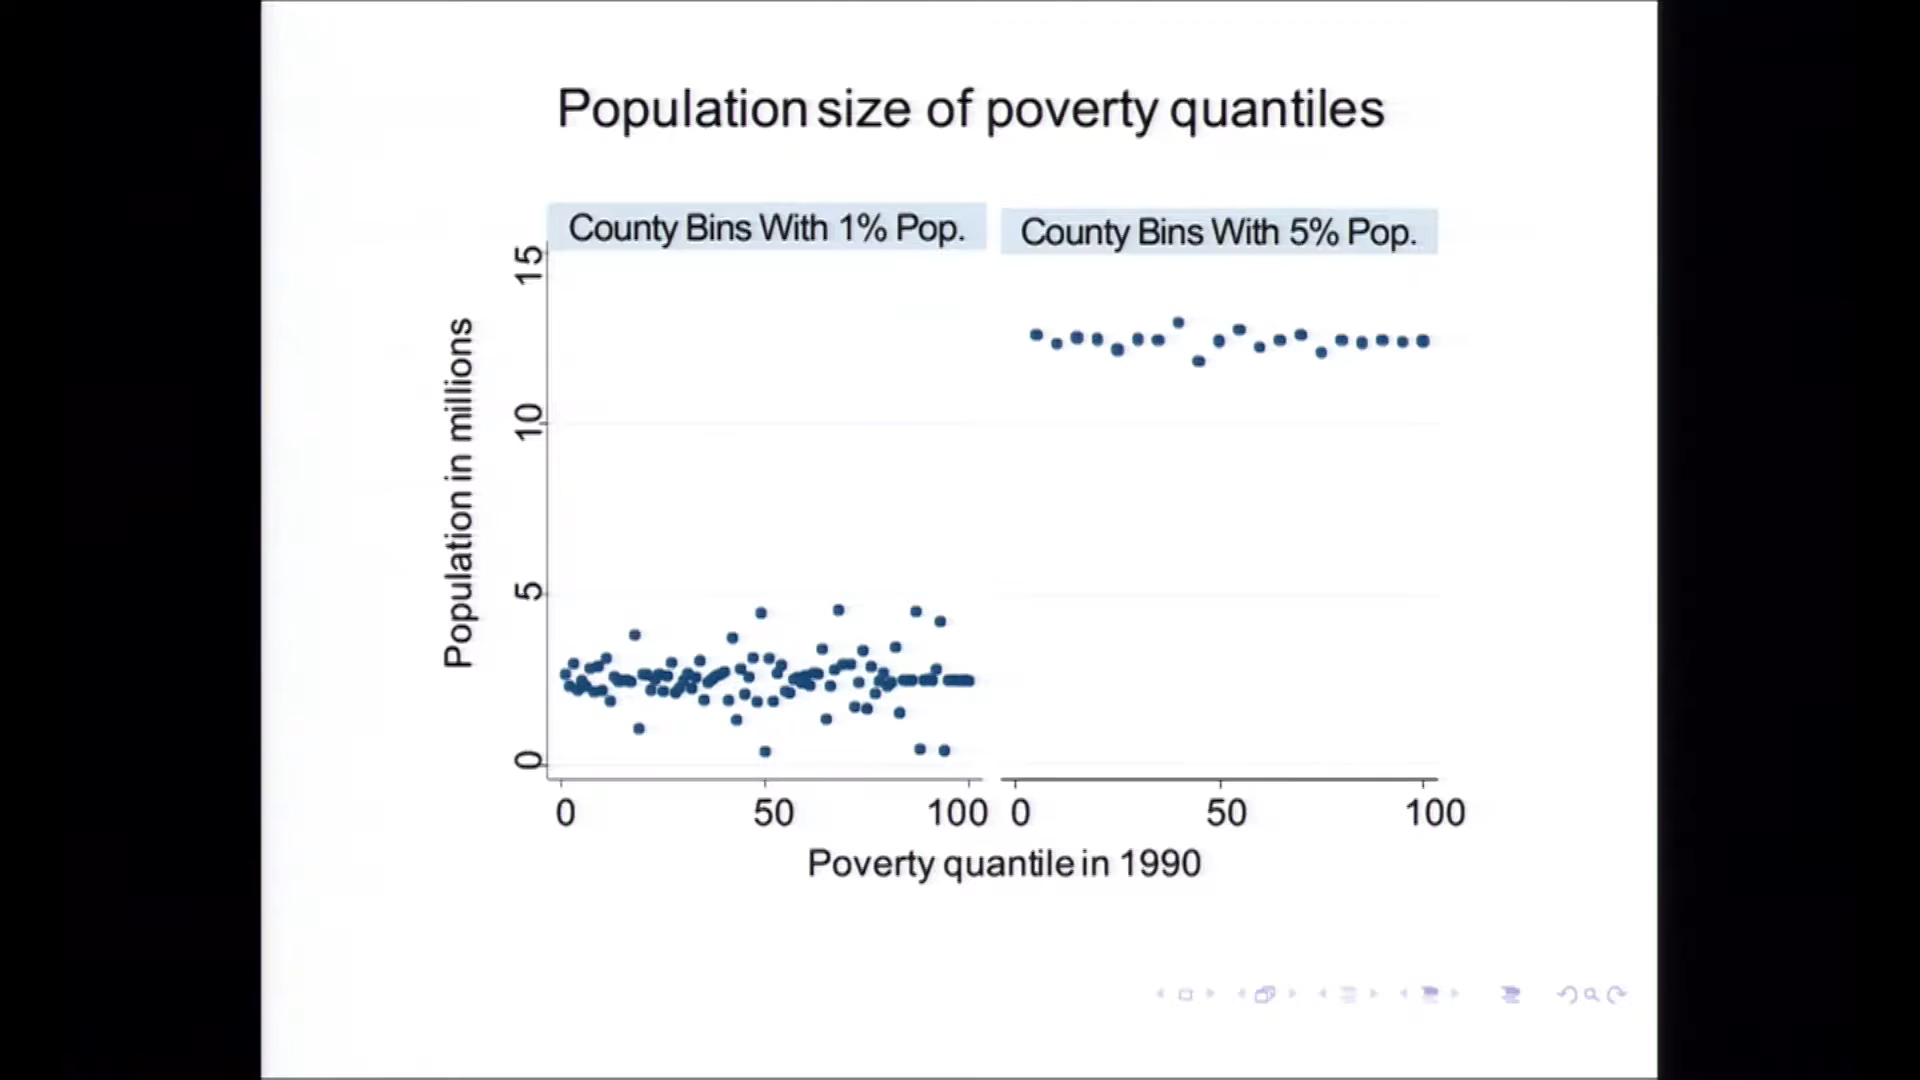 Population size of poverty quantiles
County Bins With 1% Pop.
County Bins With 5% Pop.
Population in millions
15
10
5
0
0 50 100
0 50 100
Poverty quantile in 1990